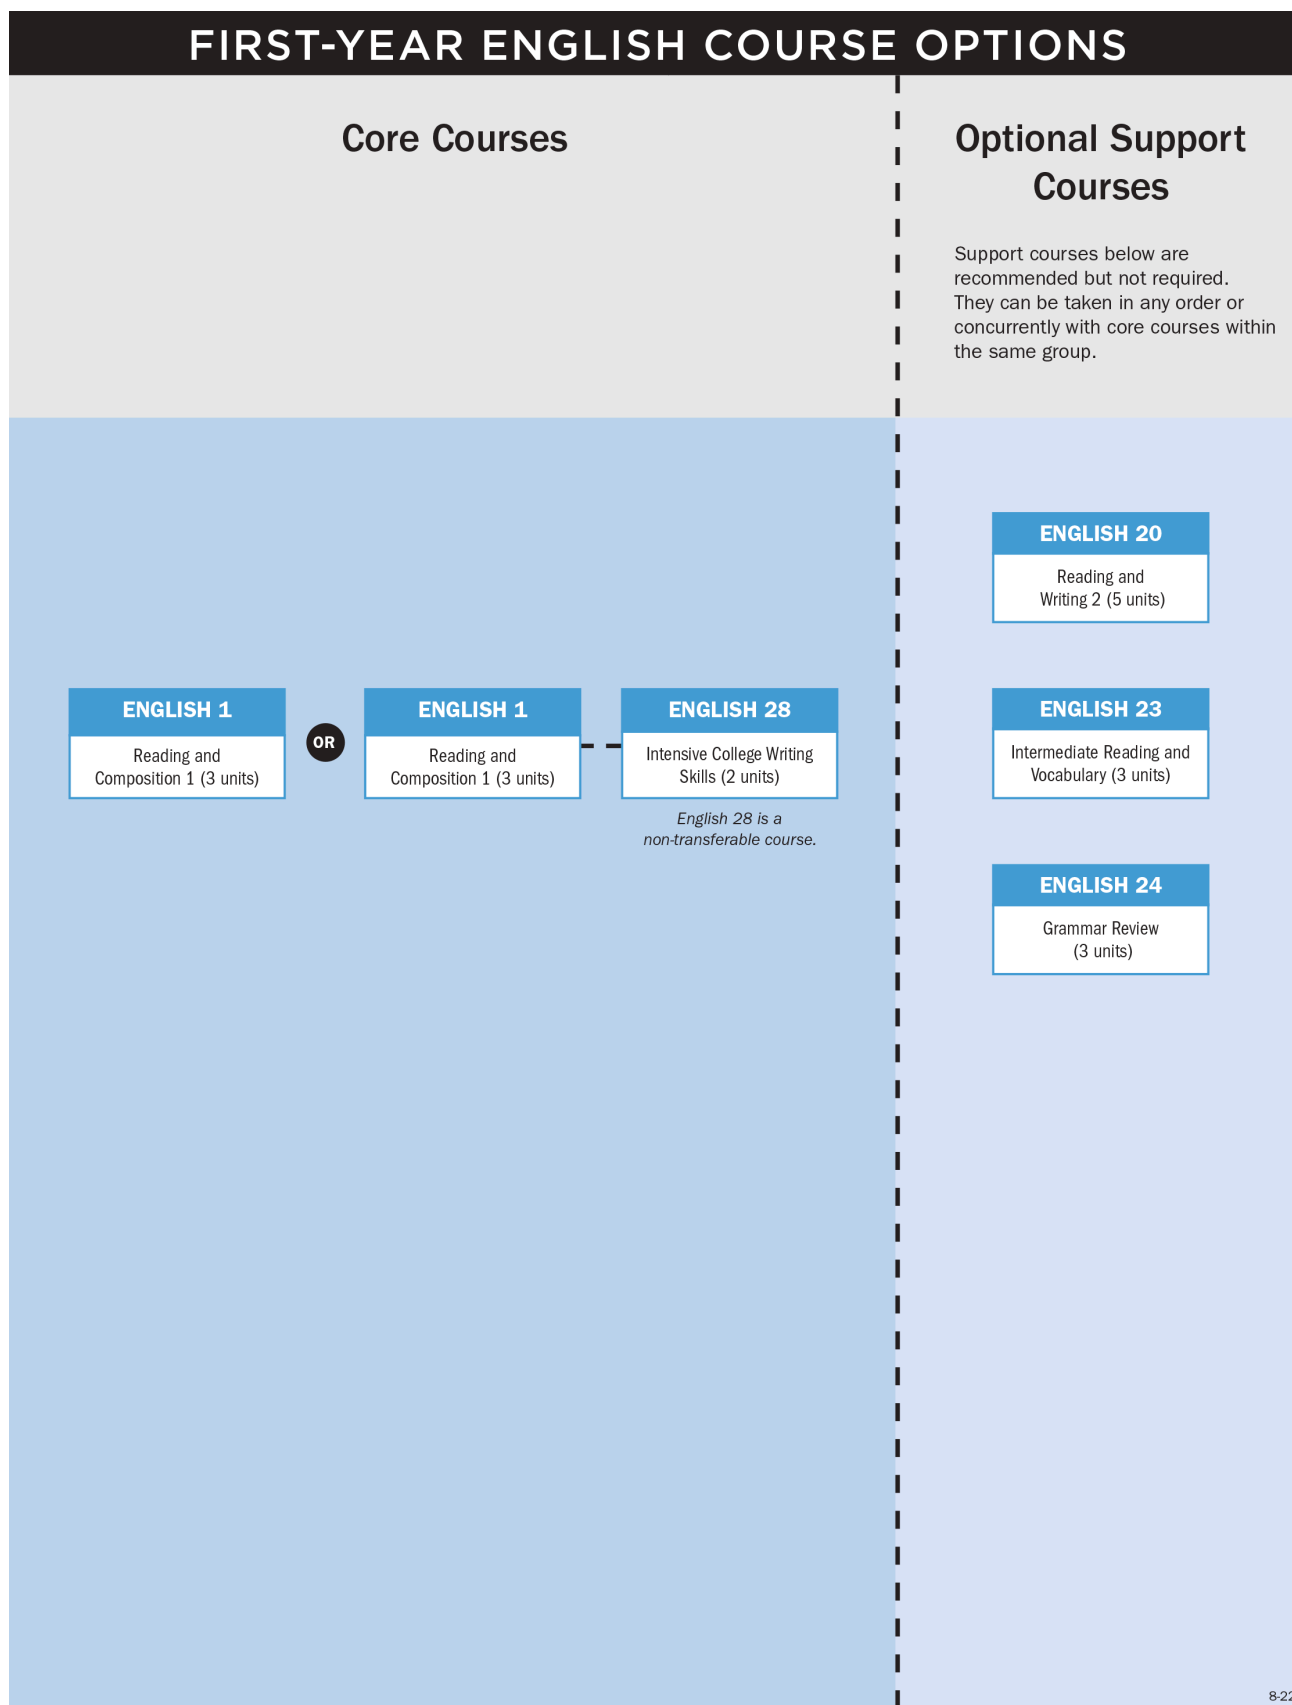 FIRST-YEAR ENGLISH COURSE OPTIONS
Core Courses
Optional Support
Courses
Support courses below are
recommended but not required.
They can be taken in any order or
concurrently with core courses within
the same group.
ENGLISH 1
Reading and
Composition 1 (3 units)
OR
ENGLISH 1
Reading and
Composition 1 (3 units)
ENGLISH 28
Intensive College Writing
Skills (2 units)
English 28 is a
non-transferable course.
ENGLISH 20
Reading and
Writing 2 (5 units)
ENGLISH 23
Intermediate Reading and
Vocabulary (3 units)
ENGLISH 24
Grammar Review
(3 units)
8-22